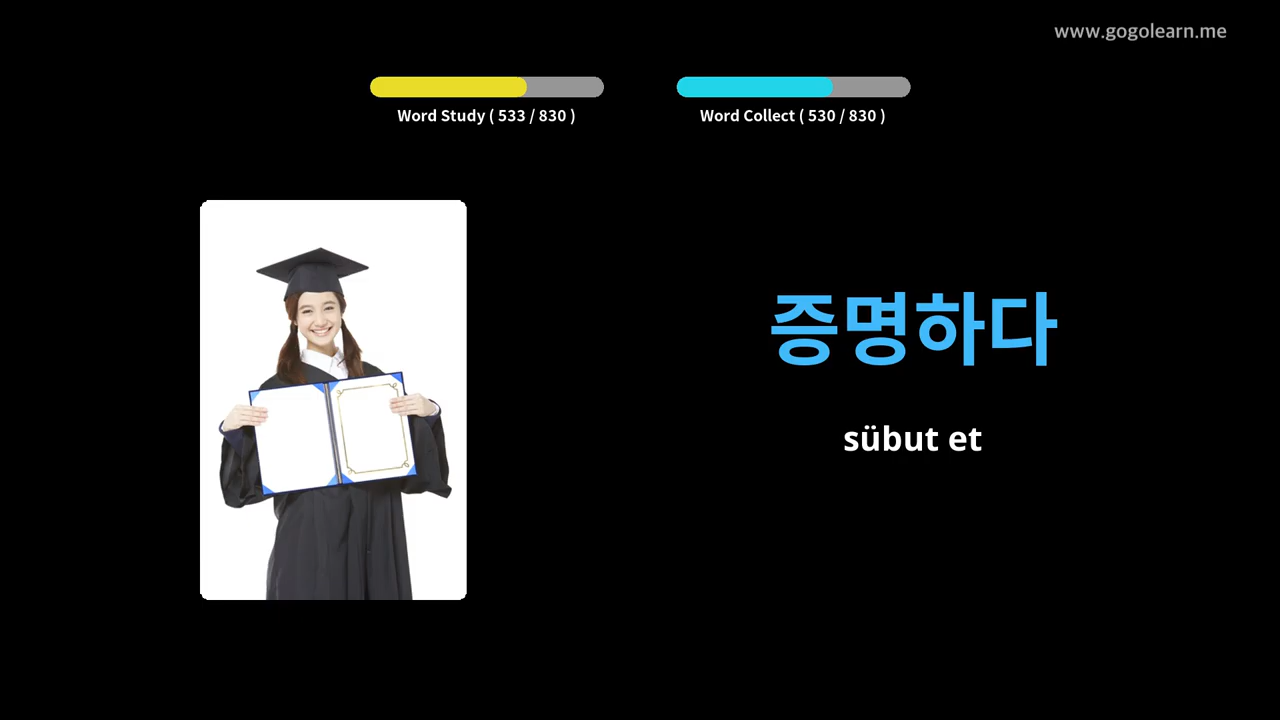 www.gogolearn.me
Word Study ( 533 / 830 )
Word Collect ( 530 / 830 )
증명하다
sübut et